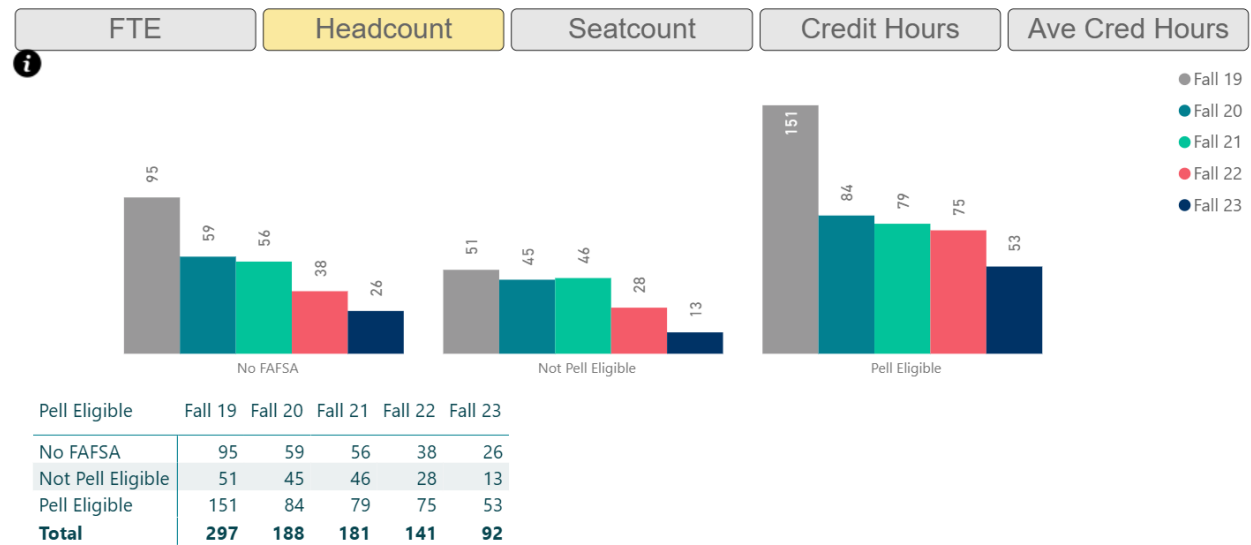 FTE Headcount Seatcount Credit Hours Ave Cred Hours
i
Fall 19
Fall 20
Fall 21
Fall 22
Fall 23
95 59 56 38 26
51 45 46 28 13
151 84 79 75 53
No FAFSA Not Pell Eligible Pell Eligible
Pell Eligible Fall 19 Fall 20 Fall 21 Fall 22 Fall 23
No FAFSA 95 59 56 38 26
Not Pell Eligible 51 45 46 28 13
Pell Eligible 151 84 79 75 53
Total 297 188 181 141 92